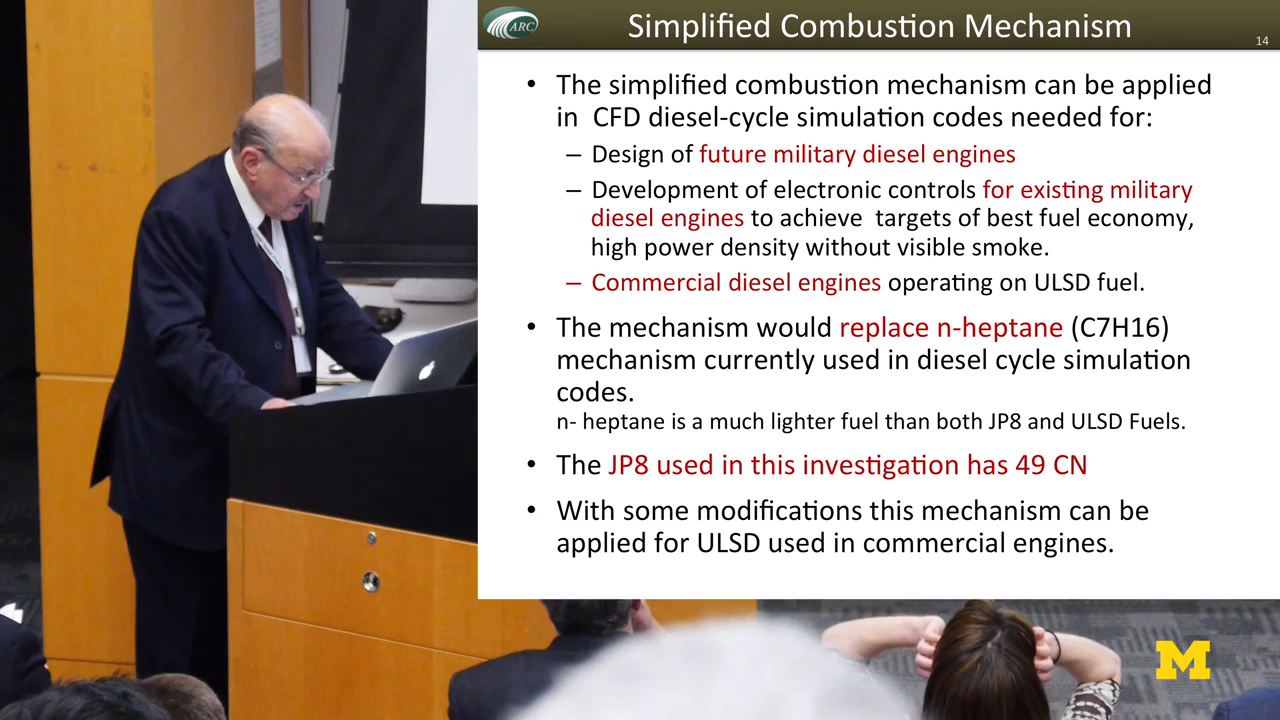 ARC
Simplified Combustion Mechanism
14
• The simplified combustion mechanism can be applied
in CFD diesel-cycle simulation codes needed for:
– Design of future military diesel engines
– Development of electronic controls for existing military
diesel engines to achieve targets of best fuel economy,
high power density without visible smoke.
– Commercial diesel engines operating on ULSD fuel.
• The mechanism would replace n-heptane (C7H16)
mechanism currently used in diesel cycle simulation
codes.
n- heptane is a much lighter fuel than both JP8 and ULSD Fuels.
• The JP8 used in this investigation has 49 CN
• With some modifications this mechanism can be
applied for ULSD used in commercial engines.
M